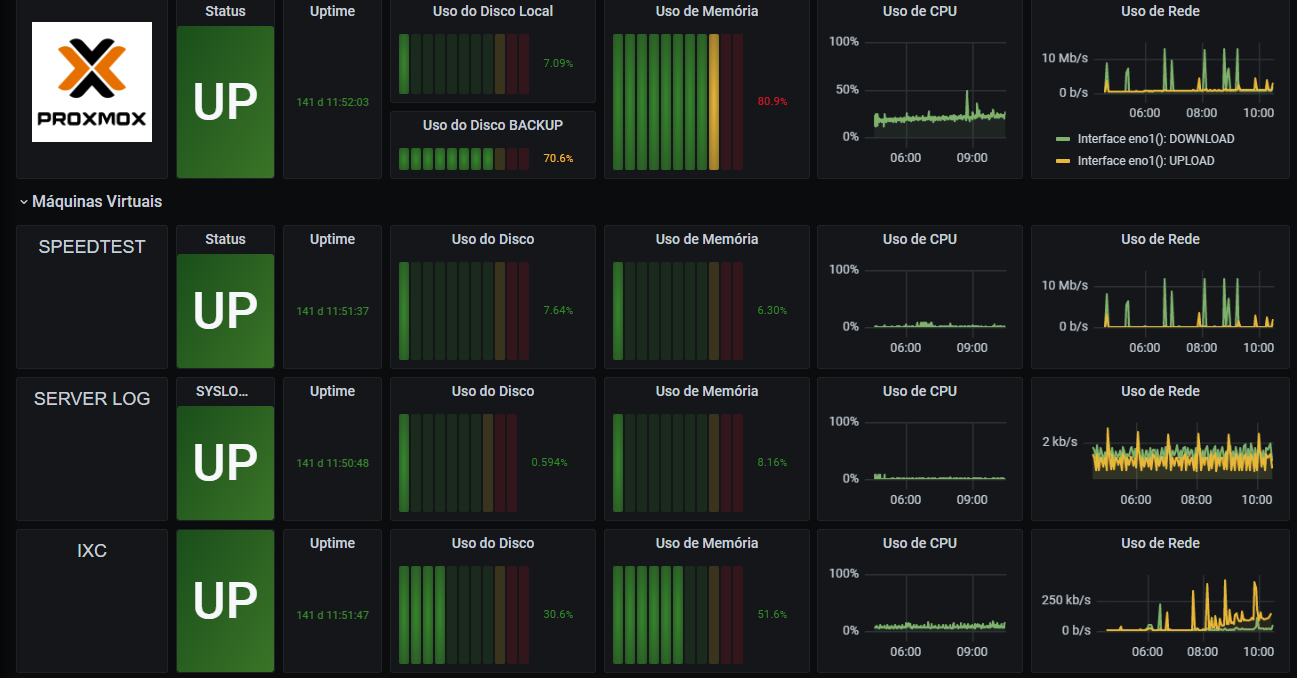 Status
Uptime
Uso do Disco Local
Uso de Memória
Uso de CPU
Uso de Rede
PROXMOX
UP
141 d 11:52:03
7.09%
Uso do Disco BACKUP
70.6%
80.9%
100%
50%
0%
06:00
09:00
10 Mb/s
0 b/s
06:00
08:00
10:00
Interface eno1(): DOWNLOAD
Interface eno1(): UPLOAD
Máquinas Virtuais
SPEEDTEST
Status
Uptime
Uso do Disco
Uso de Memória
Uso de CPU
Uso de Rede
UP
141 d 11:51:37
7.64%
6.30%
100%
0%
06:00
09:00
10 Mb/s
0 b/s
06:00
08:00
10:00
SERVER LOG
SYSLO...
Uptime
Uso do Disco
Uso de Memória
Uso de CPU
Uso de Rede
UP
141 d 11:50:48
0.594%
8.16%
100%
0%
06:00
09:00
2 kb/s
06:00
08:00
10:00
IXC
Uptime
Uso do Disco
Uso de Memória
Uso de CPU
Uso de Rede
UP
141 d 11:51:47
30.6%
51.6%
100%
0%
06:00
09:00
250 kb/s
0 b/s
06:00
08:00
10:00